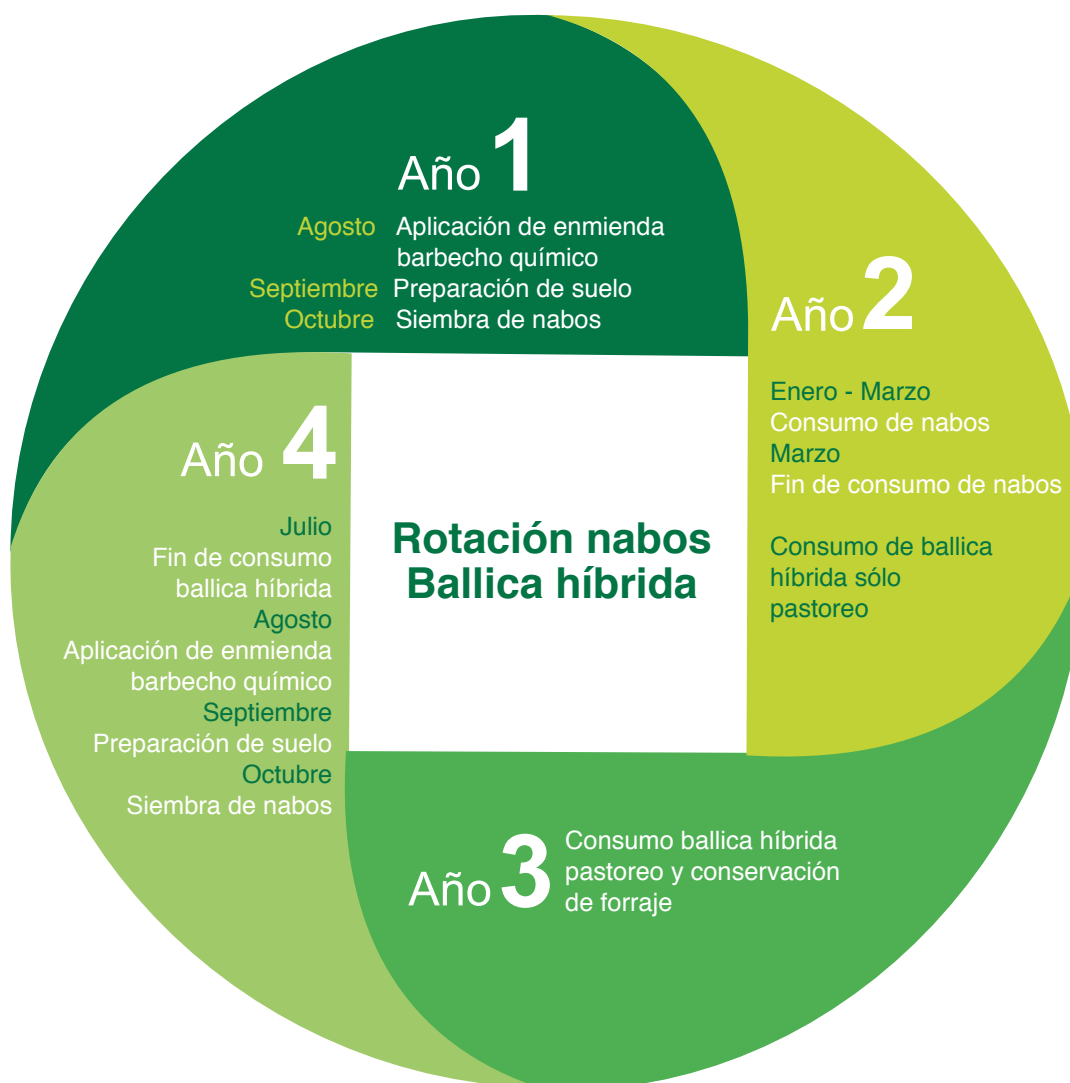 Año 1
Agosto Aplicación de enmienda
barbecho químico
Septiembre Preparación de suelo
Octubre Siembra de nabos
Año 2
Enero - Marzo
Consumo de nabos
Marzo
Fin de consumo de nabos
Consumo de ballica
híbrida sólo
pastoreo
Rotación nabos
Ballica híbrida
Año 3
Consumo ballica híbrida
pastoreo y conservación
de forraje
Año 4
Julio
Fin de consumo
ballica híbrida
Agosto
Aplicación de enmienda
barbecho químico
Septiembre
Preparación de suelo
Octubre
Siembra de nabos